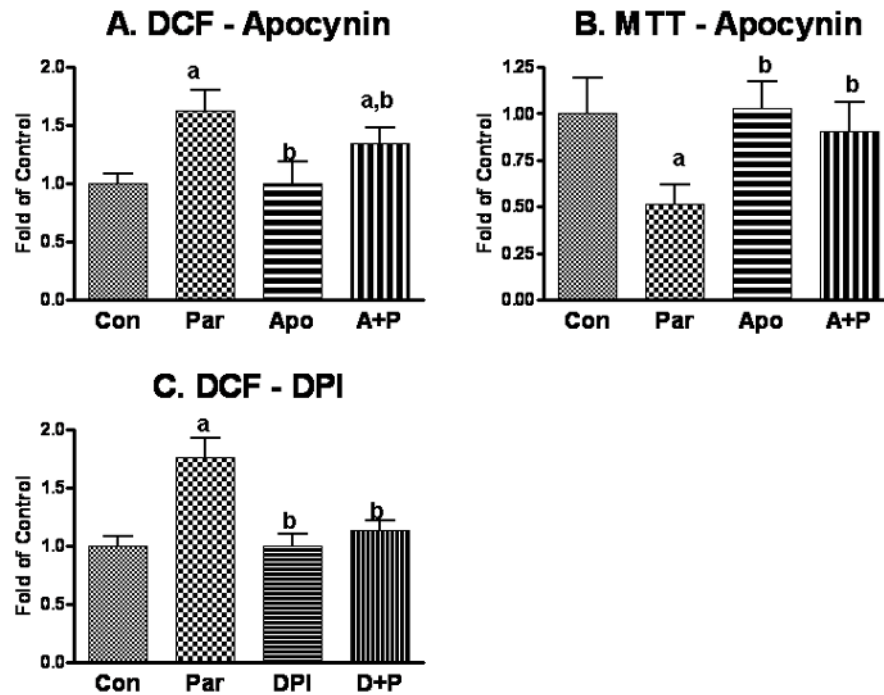 A. DCF - Apocynin
Fold of Control
2.0
1.5
1.0
0.5
0.0
a
b
a,b
Con Par Apo A+P
B. MTT - Apocynin
Fold of Control
1.25
1.00
0.75
0.50
0.25
0.00
a
b
b
Con Par Apo A+P
C. DCF - DPI
Fold of Control
2.0
1.5
1.0
0.5
0.0
a
b
b
Con Par DPI D+P